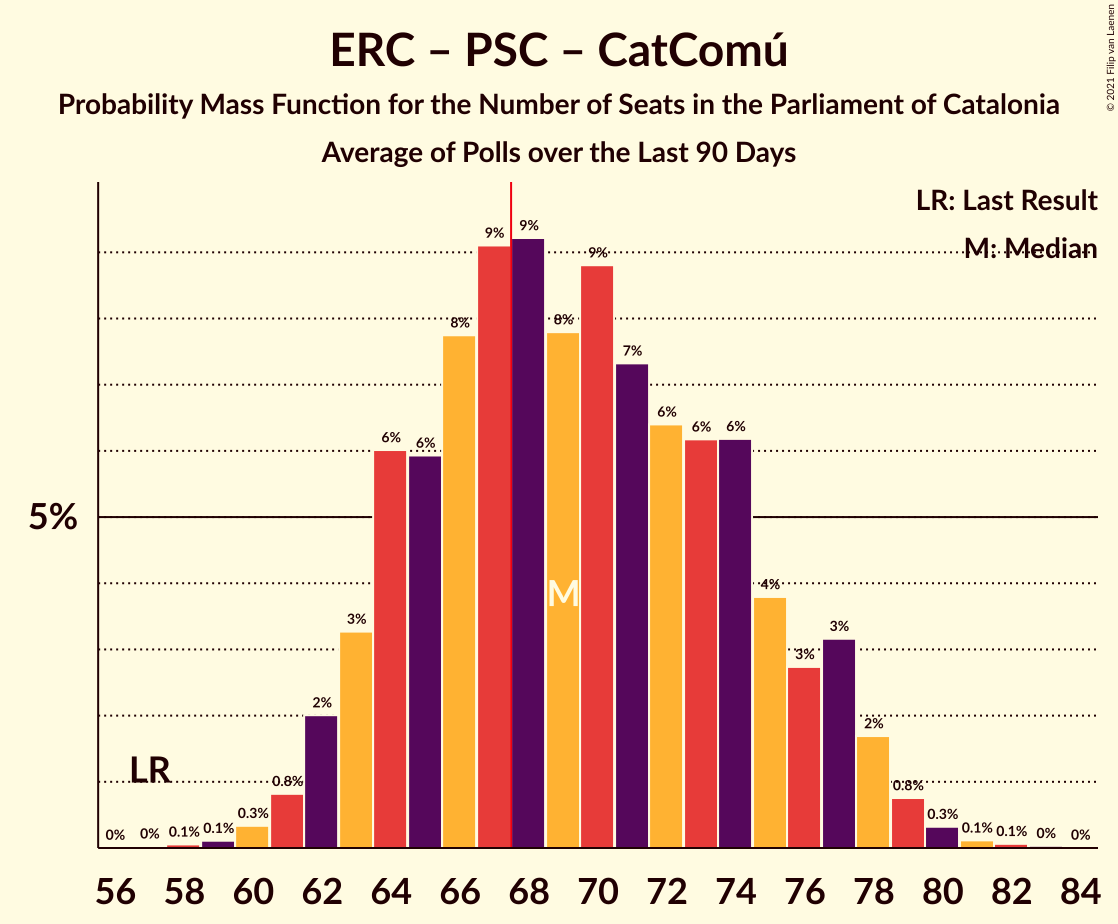 ERC – PSC – CatComú
Probability Mass Function for the Number of Seats in the Parliament of Catalonia
Average of Polls over the Last 90 Days
© 2021 Filip van Laenen
LR: Last Result
M: Median
5%
LR
M
0% 0% 0.1% 0.1% 0.3% 0.8% 2% 3% 6% 6% 8% 9% 9% 8% 9% 7% 6% 6% 6% 4% 3% 3% 2% 0.8% 0.3% 0.1% 0.1% 0% 0%
56 58 60 62 64 66 68 70 72 74 76 78 80 82 84